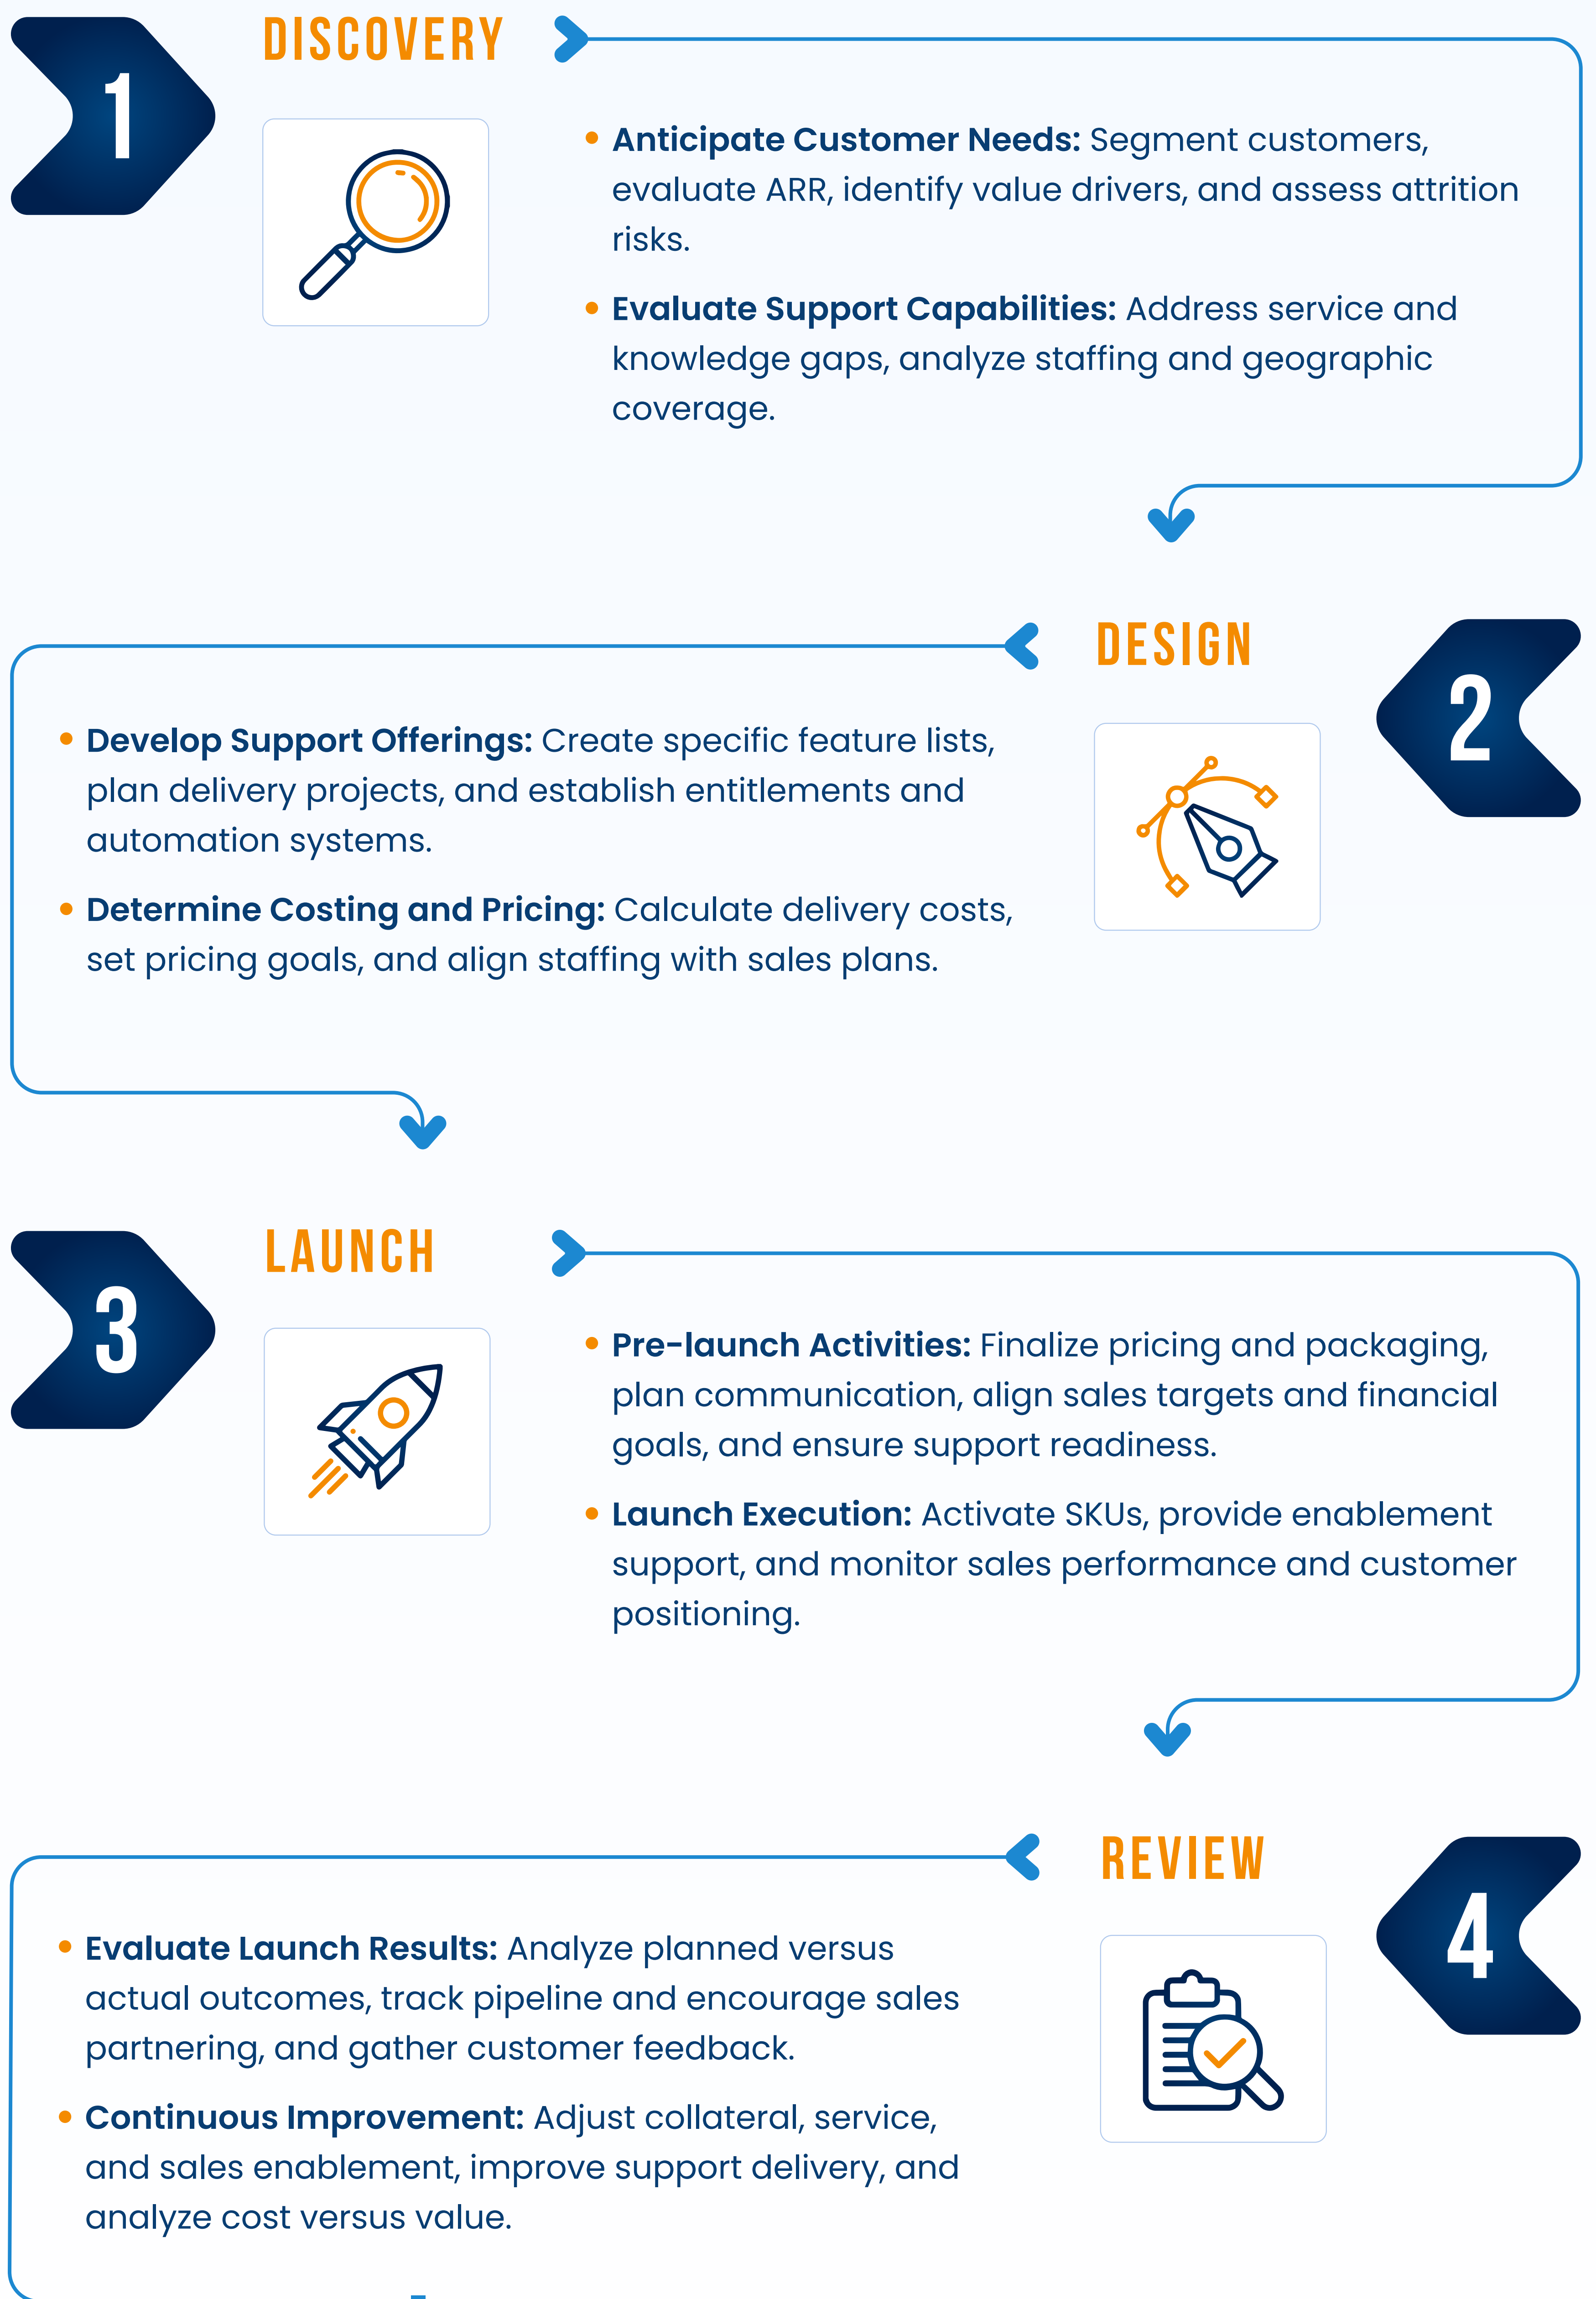 1
DISCOVERY
• Anticipate Customer Needs: Segment customers,
evaluate ARR, identify value drivers, and assess attrition
risks.
• Evaluate Support Capabilities: Address service and
knowledge gaps, analyze staffing and geographic
coverage.
DESIGN
2
• Develop Support Offerings: Create specific feature lists,
plan delivery projects, and establish entitlements and
automation systems.
• Determine Costing and Pricing: Calculate delivery costs,
set pricing goals, and align staffing with sales plans.
3
LAUNCH
• Pre-launch Activities: Finalize pricing and packaging,
plan communication, align sales targets and financial
goals, and ensure support readiness.
• Launch Execution: Activate SKUs, provide enablement
support, and monitor sales performance and customer
positioning.
REVIEW
4
• Evaluate Launch Results: Analyze planned versus
actual outcomes, track pipeline and encourage sales
partnering, and gather customer feedback.
• Continuous Improvement: Adjust collateral, service,
and sales enablement, improve support delivery, and
analyze cost versus value.